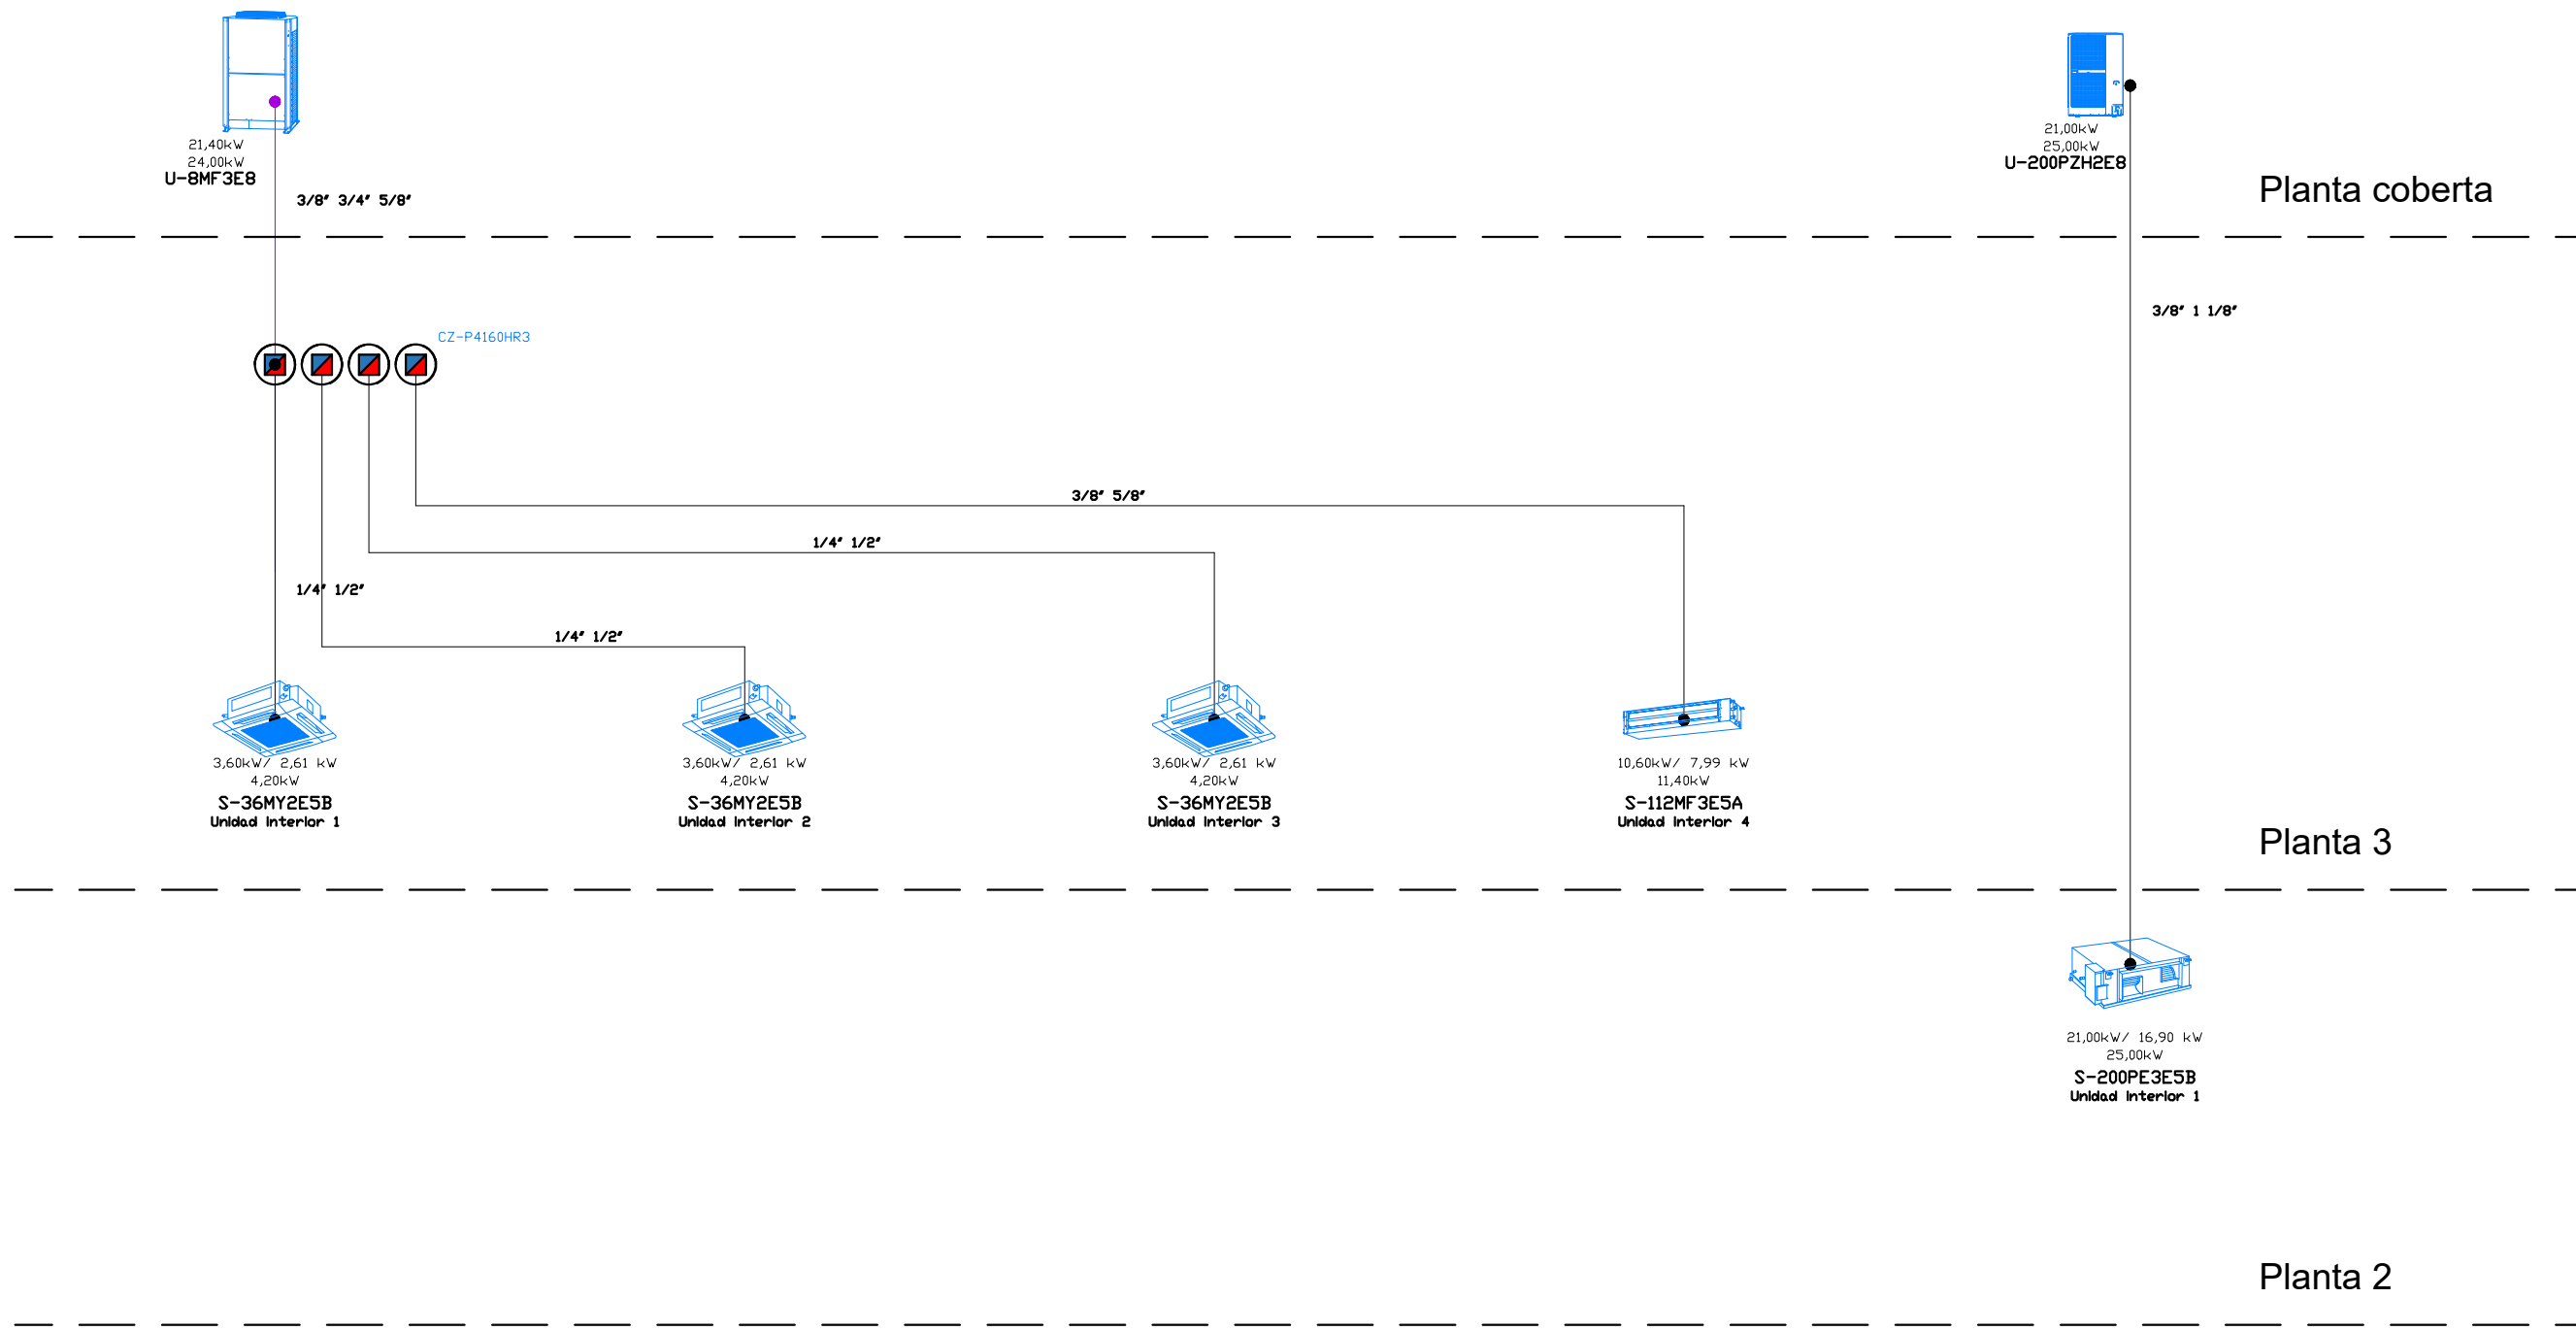 21,40kW
24,00kW
U-8MF3E8
3/8" 3/4" 5/8"
21,00kW
25,00kW
U-200PZH2E8
Planta coberta
3/8" 1 1/8"
CZ-P4160HR3
3/8" 5/8"
1/4" 1/2"
1/4" 1/2"
1/4" 1/2"
3,60kW/ 2,61 kW
4,20kW
S-36MY2E5B
Unidad Interior 1
3,60kW/ 2,61 kW
4,20kW
S-36MY2E5B
Unidad Interior 2
3,60kW/ 2,61 kW
4,20kW
S-36MY2E5B
Unidad Interior 3
10,60kW/ 7,99 kW
11,40kW
S-112MF3E5A
Unidad Interior 4
Planta 3
21,00kW/ 16,90 kW
25,00kW
S-200PE3E5B
Unidad Interior 1
Planta 2